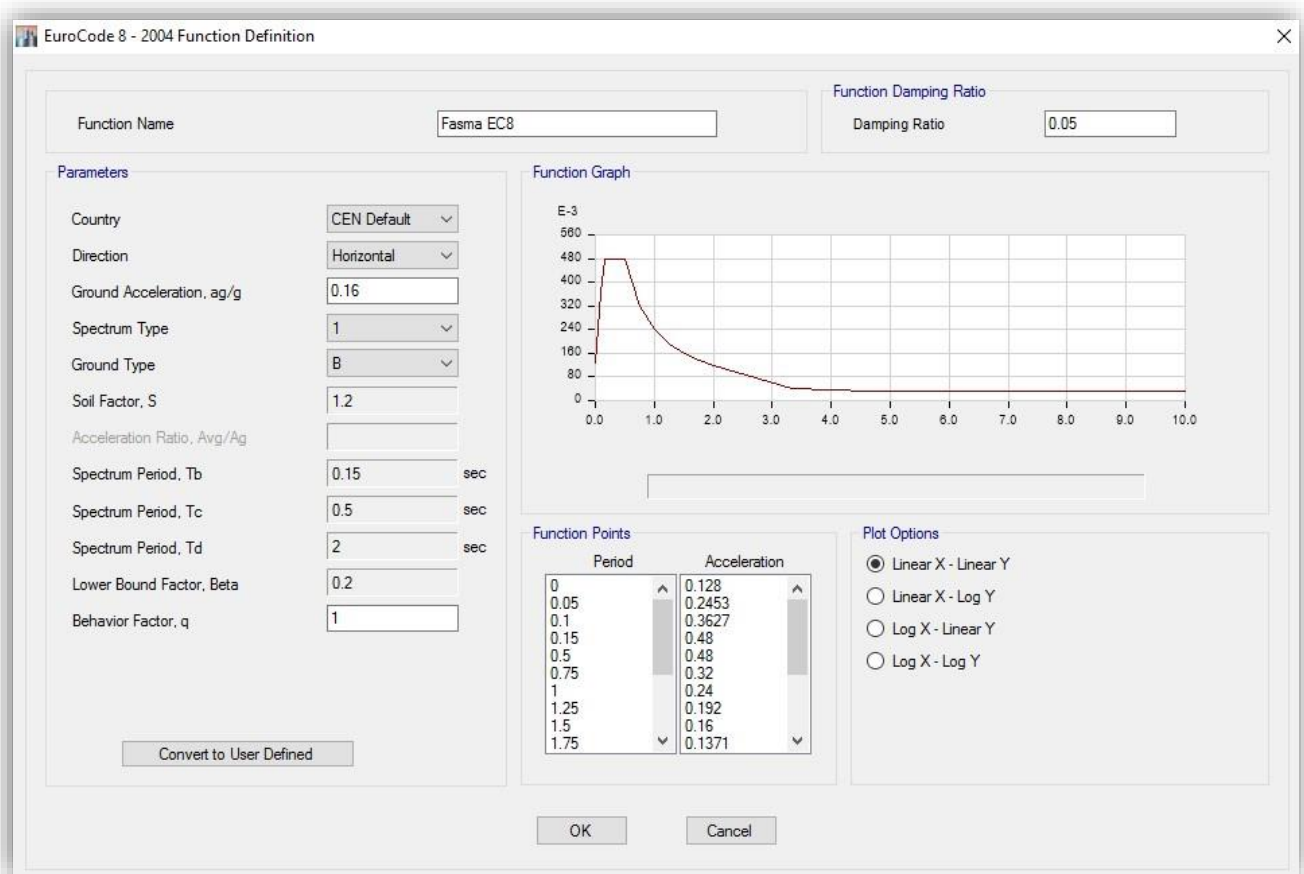 EuroCode 8 - 2004 Function Definition
Function Name
Fasma EC8
Function Damping Ratio
Damping Ratio
0.05
Parameters
Country
CEN Default
Direction
Horizontal
Ground Acceleration, ag/g
0.16
Spectrum Type
1
Ground Type
B
Soil Factor, S
1.2
Acceleration Ratio, Avg/Ag
Spectrum Period, Tb
0.15
sec
Spectrum Period, Tc
0.5
sec
Spectrum Period, Td
2
sec
Lower Bound Factor, Beta
0.2
Behavior Factor, q
1
Convert to User Defined
Function Graph
E-3
560
480
400
320
240
160
80
0
0.0 1.0 2.0 3.0 4.0 5.0 6.0 7.0 8.0 9.0 10.0
Function Points
Period Acceleration
0 0.128
0.05 0.2453
0.1 0.3627
0.15 0.48
0.5 0.48
0.75 0.32
1 0.24
1.25 0.192
1.5 0.16
1.75 0.1371
Plot Options
Linear X - Linear Y
Linear X - Log Y
Log X - Linear Y
Log X - Log Y
OK
Cancel